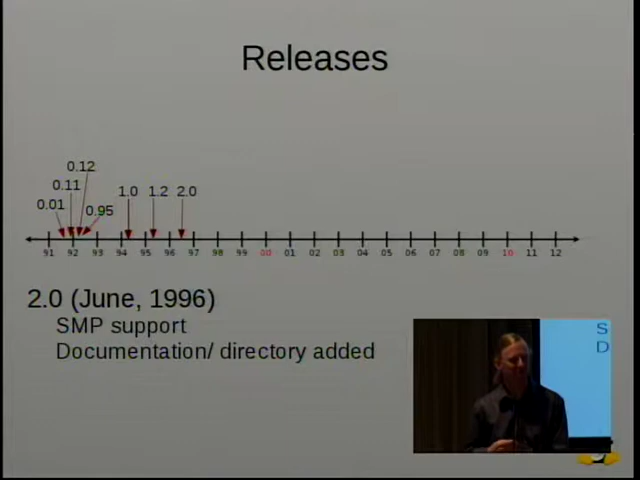 Releases
0.12
0.11
0.01
0.95
1.0 1.2 2.0
91 92 93 94 95 96 97 98 99 00 01 02 03 04 05 06 07 08 09 10 11 12
2.0 (June, 1996)
SMP support
Documentation/ directory added
S
D